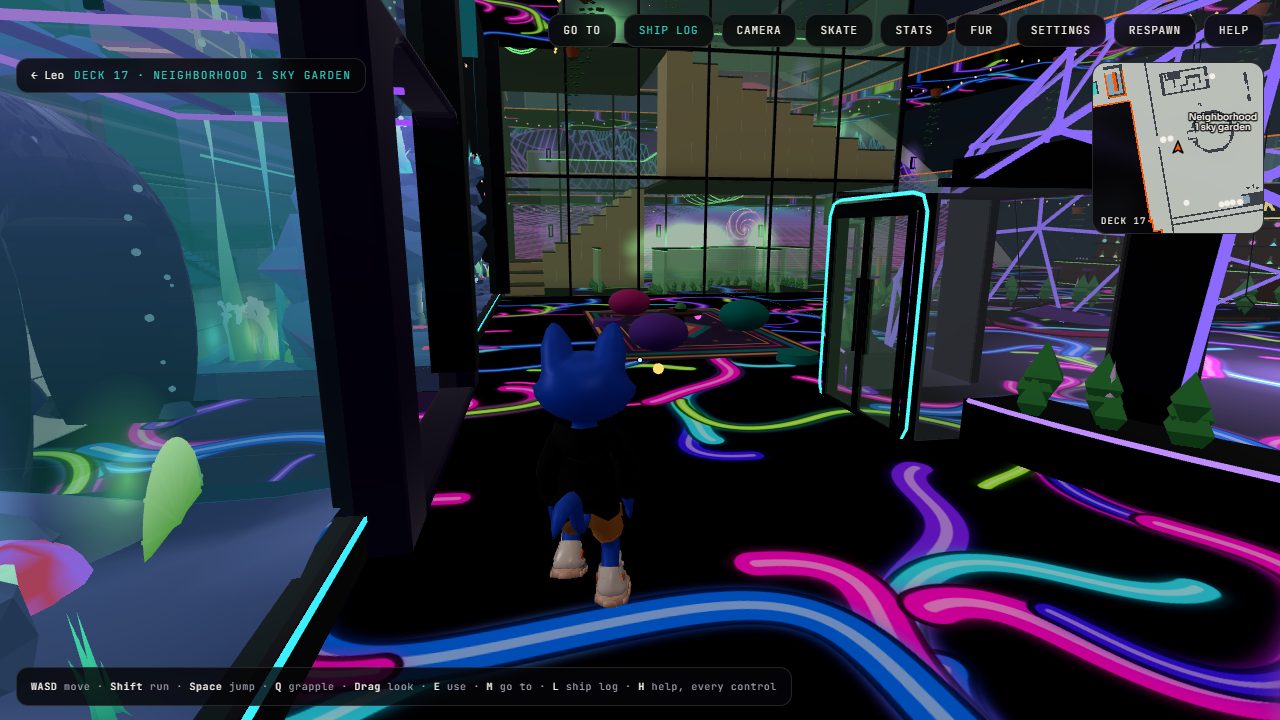 GO TO
SHIP LOG
CAMERA
SKATE
STATS
FUR
SETTINGS
RESPAWN
HELP
← Leo DECK 17 · NEIGHBORHOOD 1 SKY GARDEN
Neighborhood
1 sky garden
DECK 17
WASD move · Shift run · Space jump · Q grapple · Drag look · E use · M go to · L ship log · H help, every control